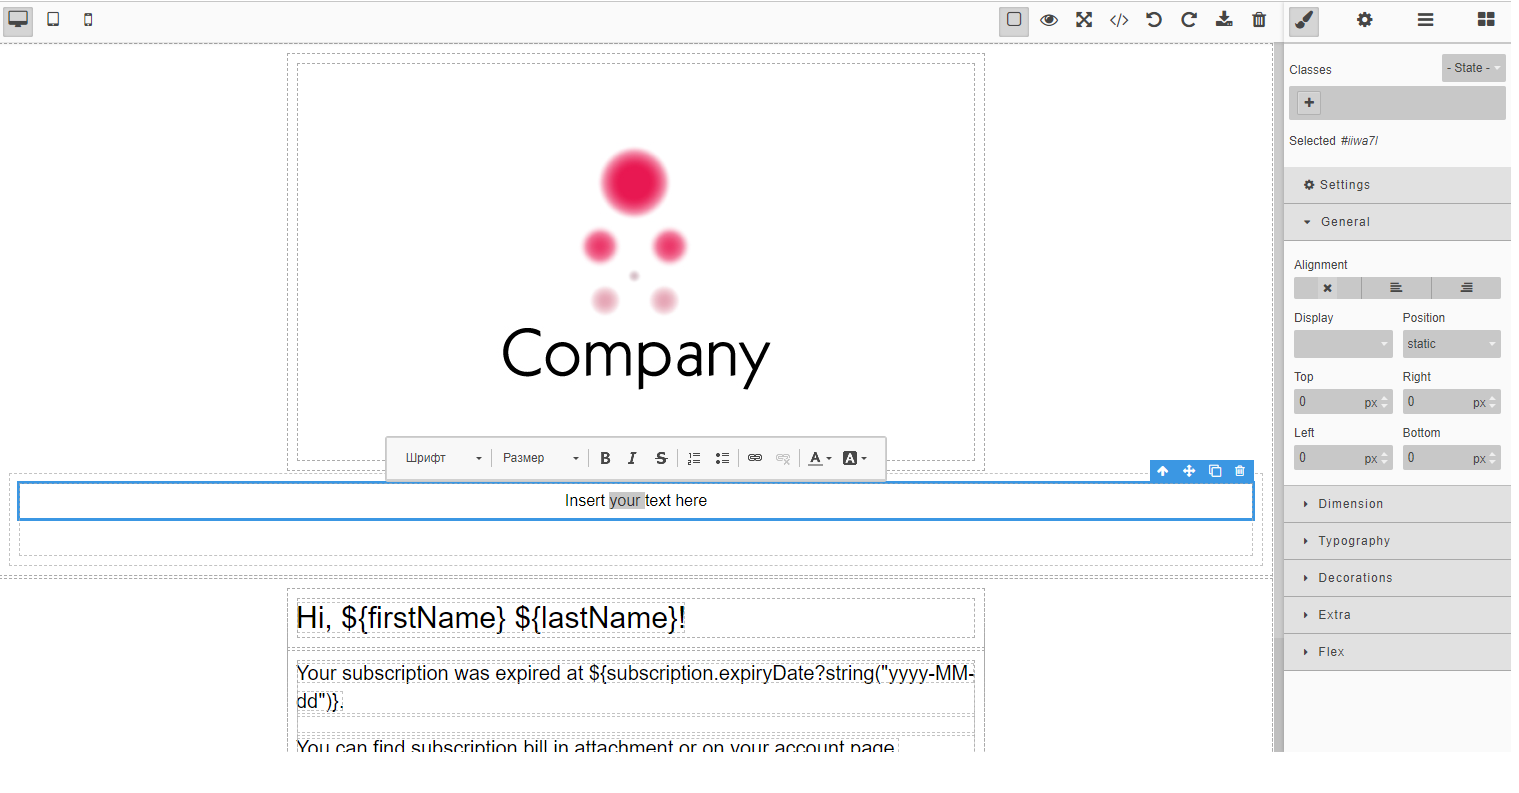 Classes
- State -
Selected #iiwa7l
Settings
General
Alignment
Display
Position
static
Top
Right
0 px
0 px
Left
Bottom
0 px
0 px
Dimension
Typography
Decorations
Extra
Flex
Company
Шрифт
Размер
B I S
A
A
Insert your text here
Hi, ${firstName} ${lastName}!
Your subscription was expired at ${subscription.expiryDate?string("yyyy-MM-
dd")}.
You can find subscription bill in attachment or on your account page